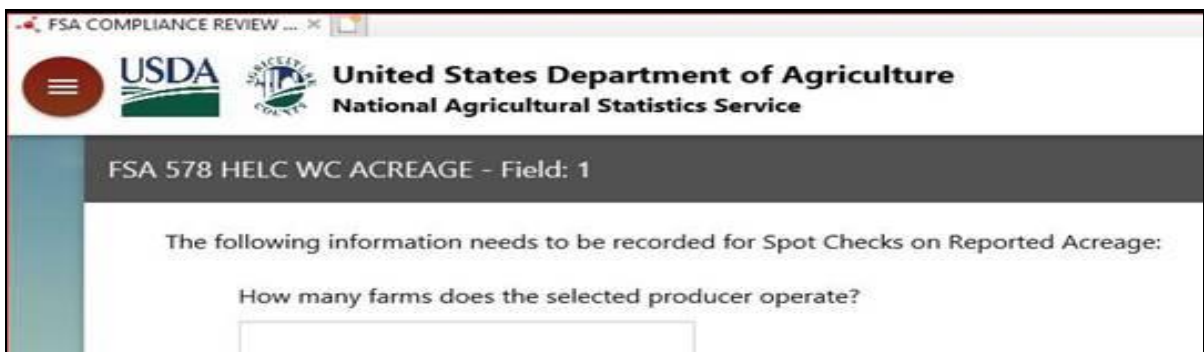 FSA COMPLIANCE REVIEW ...
USDA
United States Department of Agriculture
National Agricultural Statistics Service
FSA 578 HELC WC ACREAGE - Field: 1
The following information needs to be recorded for Spot Checks on Reported Acreage:
How many farms does the selected producer operate?